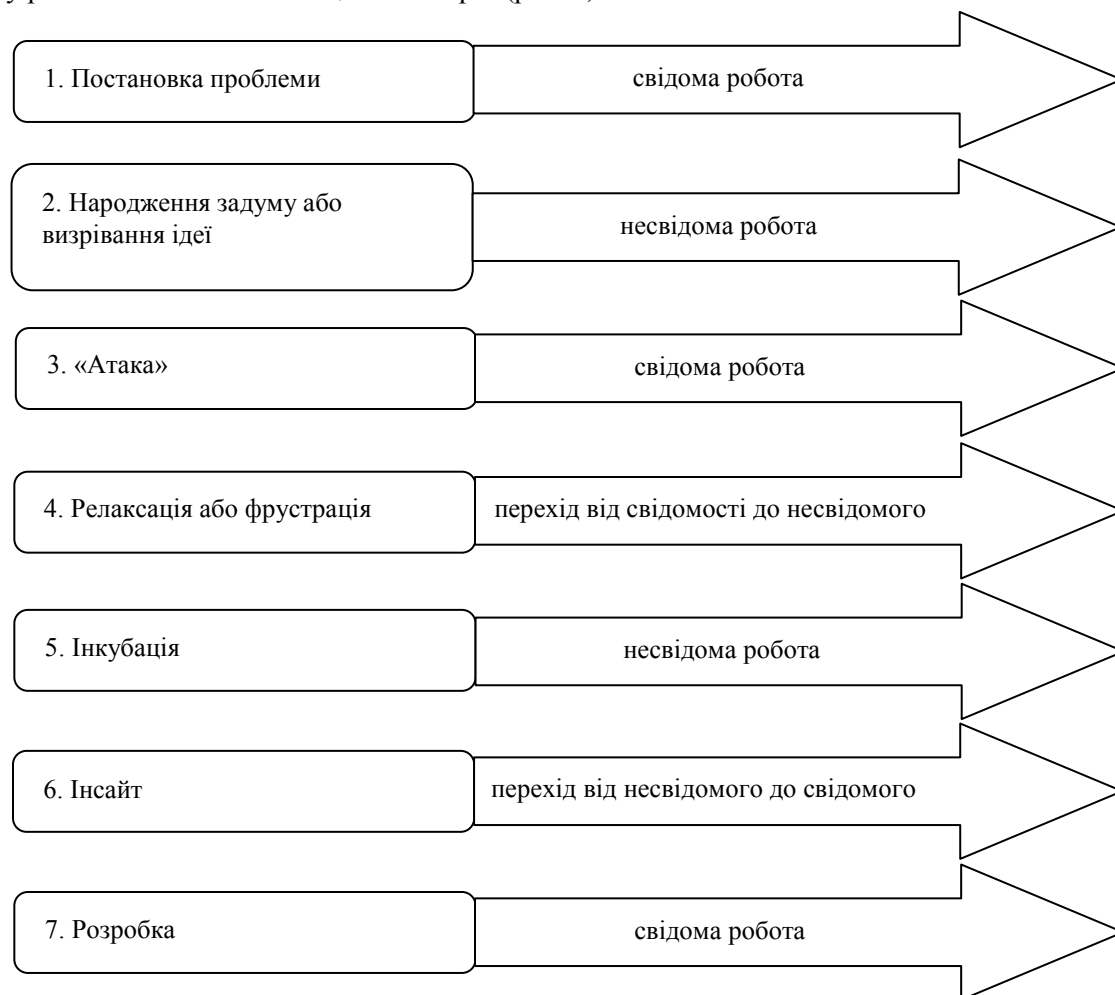 1. Постановка проблеми
свідома робота
2. Народження задуму або
визрівання ідеї
несвідома робота
3. «Атака»
свідома робота
4. Релаксація або фрустрація
перехід від свідомості до несвідомого
5. Інкубація
несвідома робота
6. Інсайт
перехід від несвідомого до свідомого
7. Розробка
свідома робота